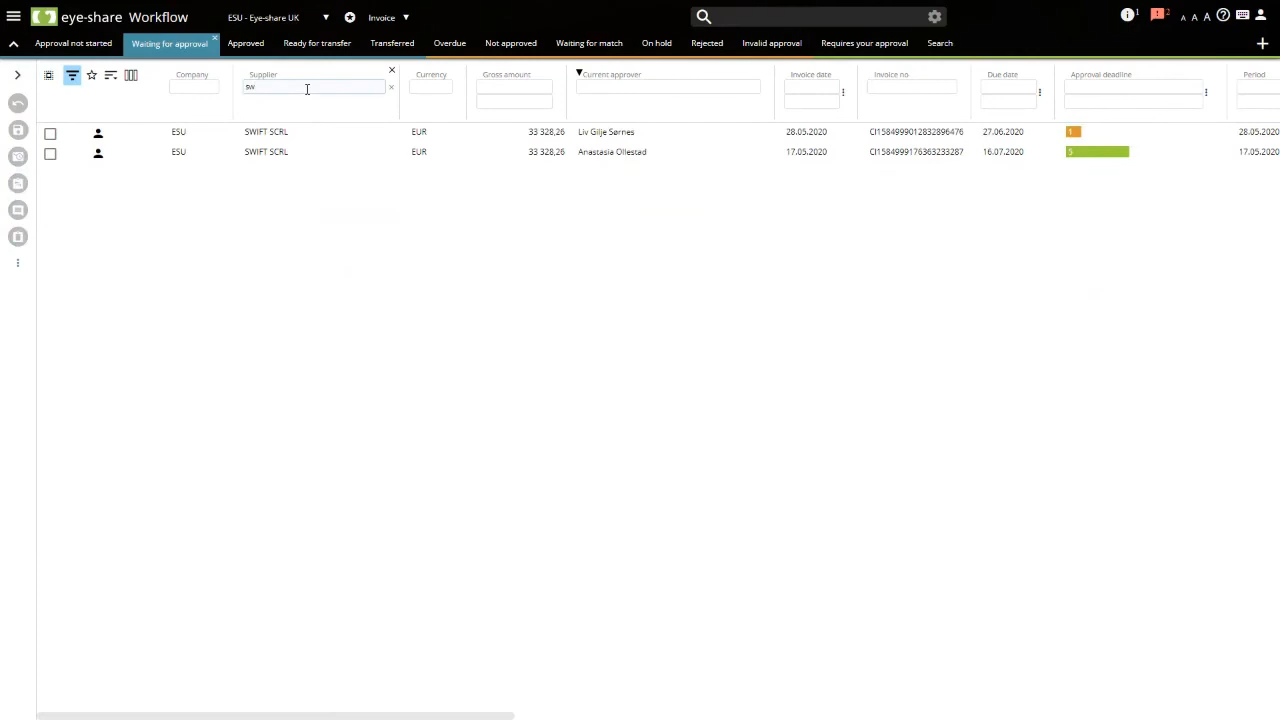 eye-share Workflow ESU - Eye-share UK Invoice 1 2 A A A
Approval not started Waiting for approval Approved Ready for transfer Transferred Overdue Not approved Waiting for match On hold Rejected Invalid approval Requires your approval Search
Company Supplier Currency Gross amount Current approver Invoice date Invoice no Due date Approval deadline Period
sw
ESU SWIFT SCRL EUR 33 328,26 Liv Gilje Sørnes 28.05.2020 CI1584999012832896476 27.06.2020 1 28.05.2020
ESU SWIFT SCRL EUR 33 328,26 Anastasia Ollestad 17.05.2020 CI1584999176363233287 16.07.2020 5 17.05.2020